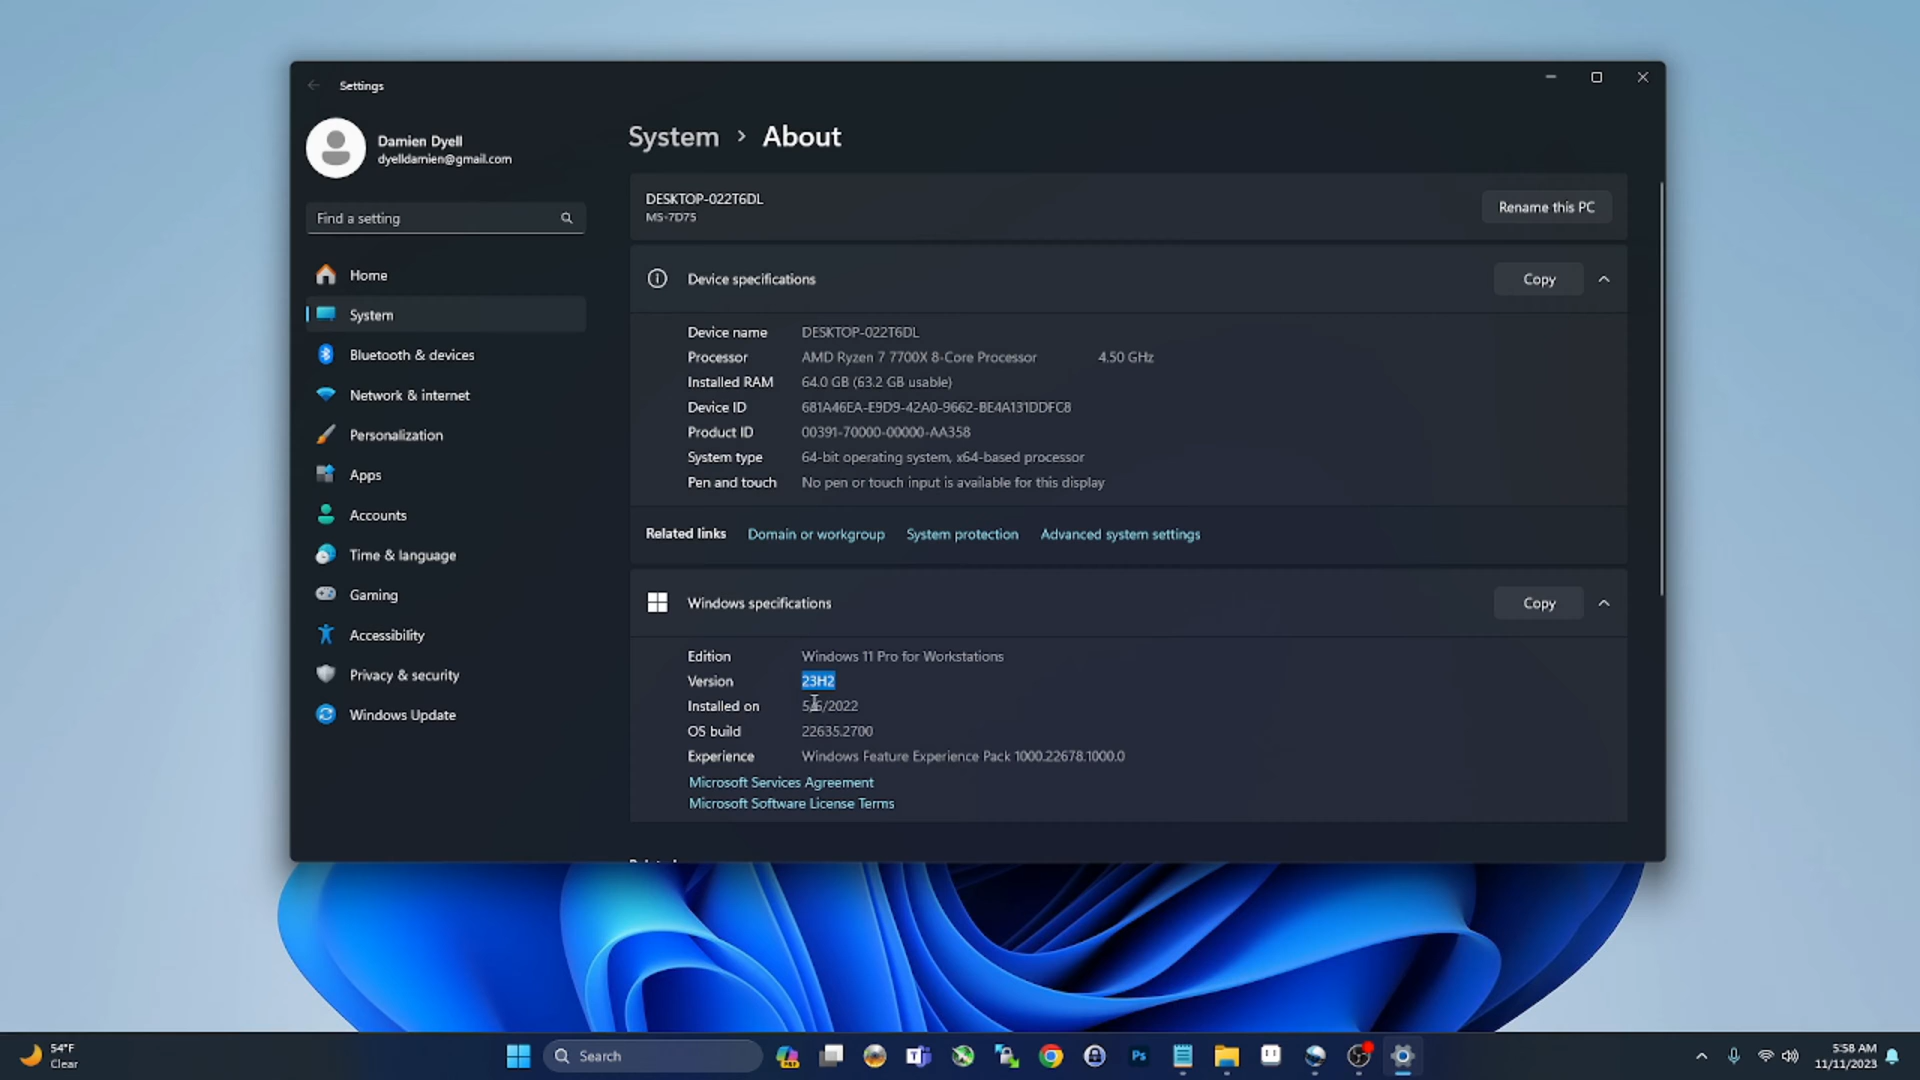 Settings
Damien Dyell
dyelldamien@gmail.com
Find a setting
Home
System
Bluetooth & devices
Network & internet
Personalization
Apps
Accounts
Time & language
Gaming
Accessibility
Privacy & security
Windows Update
System › About
DESKTOP-022T6DL
MS-7D75
Rename this PC
Device specifications
Copy
Device name DESKTOP-022T6DL
Processor AMD Ryzen 7 7700X 8-Core Processor 4.50 GHz
Installed RAM 64.0 GB (63.2 GB usable)
Device ID 681A46EA-E9D9-42A0-9662-BE4A131DDFC8
Product ID 00391-70000-00000-AA358
System type 64-bit operating system, x64-based processor
Pen and touch No pen or touch input is available for this display
Related links Domain or workgroup System protection Advanced system settings
Windows specifications
Copy
Edition Windows 11 Pro for Workstations
Version 23H2
Installed on 5/6/2022
OS build 22635.2700
Experience Windows Feature Experience Pack 1000.22678.1000.0
Microsoft Services Agreement
Microsoft Software License Terms
54°F
Clear
Search
Ps
5:58 AM
11/11/2023